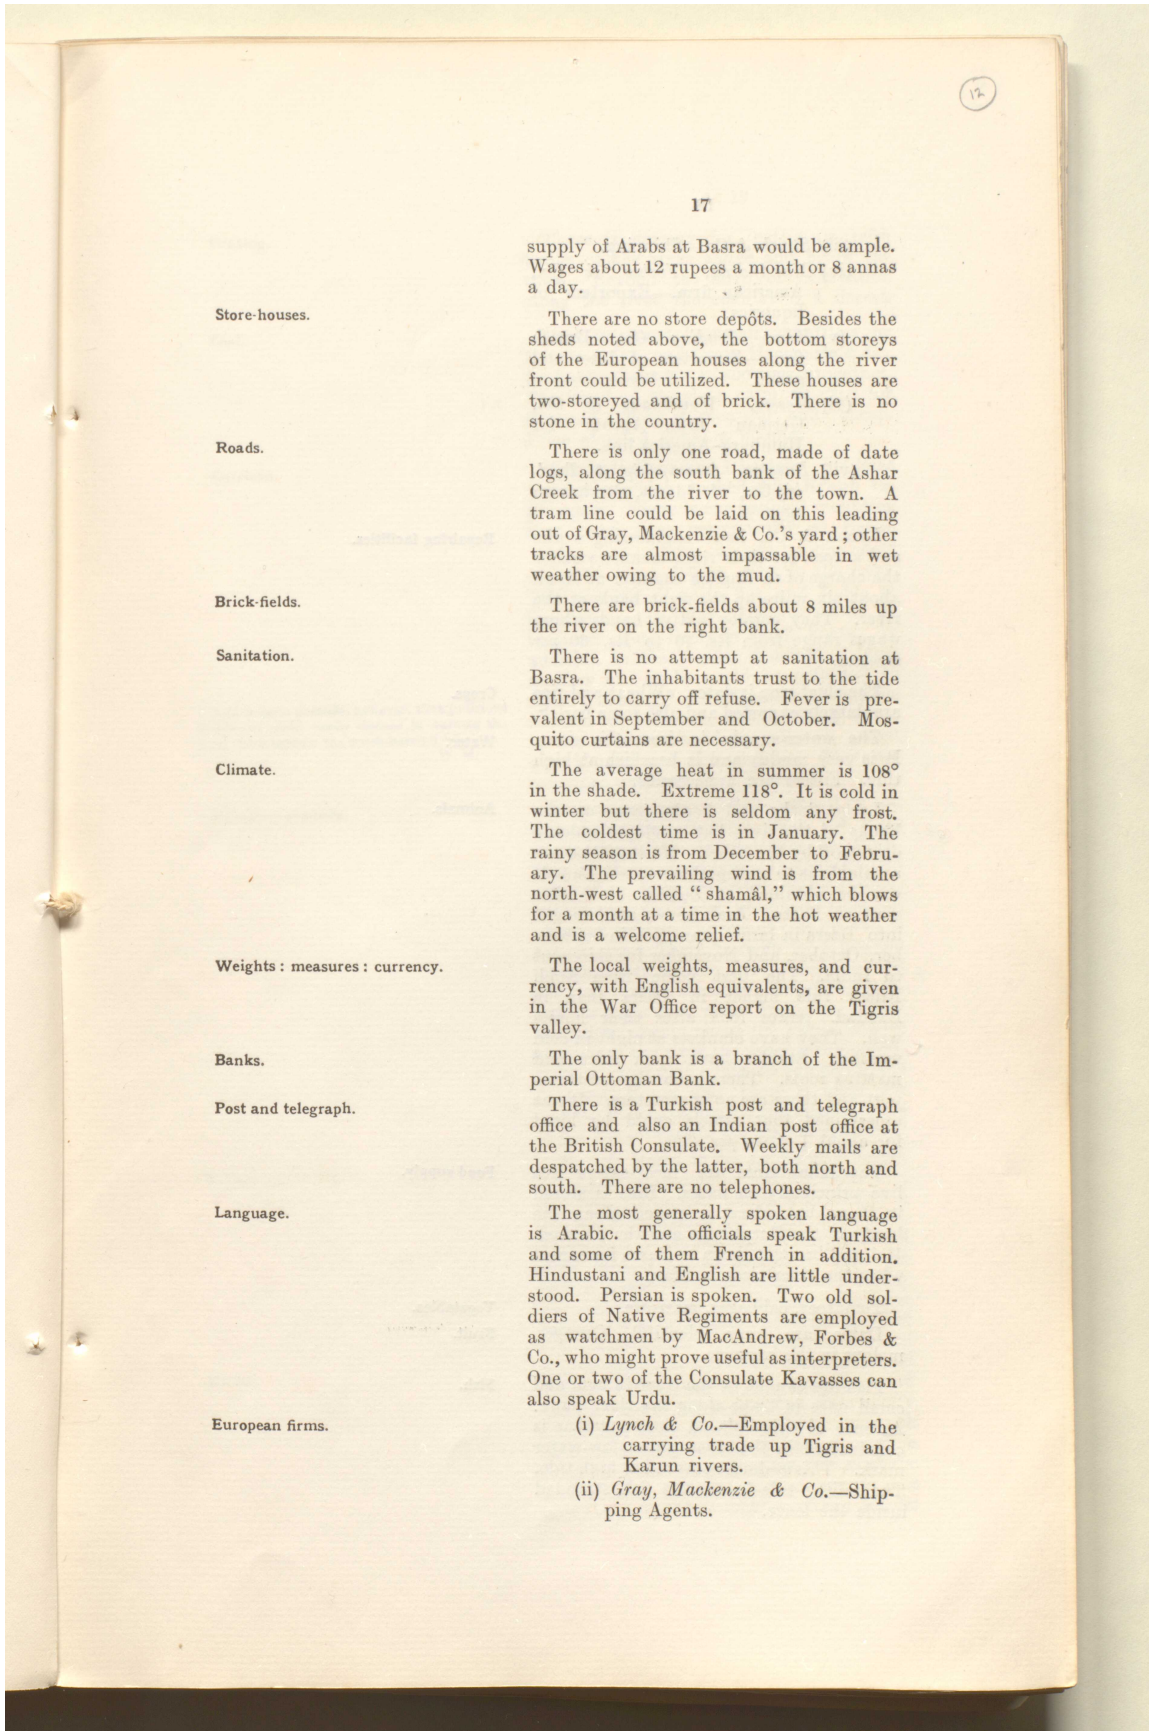 12
17
supply of Arabs at Basra would be ample.
Wages about 12 rupees a month or 8 annas
a day.
Store-houses.
There are no store depôts. Besides the
sheds noted above, the bottom storeys
of the European houses along the river
front could be utilized. These houses are
two-storeyed and of brick. There is no
stone in the country.
Roads.
There is only one road, made of date
logs, along the south bank of the Ashar
Creek from the river to the town. A
tram line could be laid on this leading
out of Gray, Mackenzie & Co.'s yard ; other
tracks are almost impassable in wet
weather owing to the mud.
Brick-fields.
There are brick-fields about 8 miles up
the river on the right bank.
Sanitation.
There is no attempt at sanitation at
Basra. The inhabitants trust to the tide
entirely to carry off refuse. Fever is pre-
valent in September and October. Mos-
quito curtains are necessary.
Climate.
The average heat in summer is 108°
in the shade. Extreme 118°. It is cold in
winter but there is seldom any frost.
The coldest time is in January. The
rainy season is from December to Febru-
ary. The prevailing wind is from the
north-west called “ shamâl,” which blows
for a month at a time in the hot weather
and is a welcome relief.
Weights : measures : currency.
The local weights, measures, and cur-
rency, with English equivalents, are given
in the War Office report on the Tigris
valley.
Banks.
The only bank is a branch of the Im-
perial Ottoman Bank.
Post and telegraph.
There is a Turkish post and telegraph
office and also an Indian post office at
the British Consulate. Weekly mails are
despatched by the latter, both north and
south. There are no telephones.
Language.
The most generally spoken language
is Arabic. The officials speak Turkish
and some of them French in addition.
Hindustani and English are little under-
stood. Persian is spoken. Two old sol-
diers of Native Regiments are employed
as watchmen by MacAndrew, Forbes &
Co., who might prove useful as interpreters.
One or two of the Consulate Kavasses can
also speak Urdu.
European firms.
(i) Lynch & Co.—Employed in the
carrying trade up Tigris and
Karun rivers.
(ii) Gray, Mackenzie & Co.—Ship-
ping Agents.